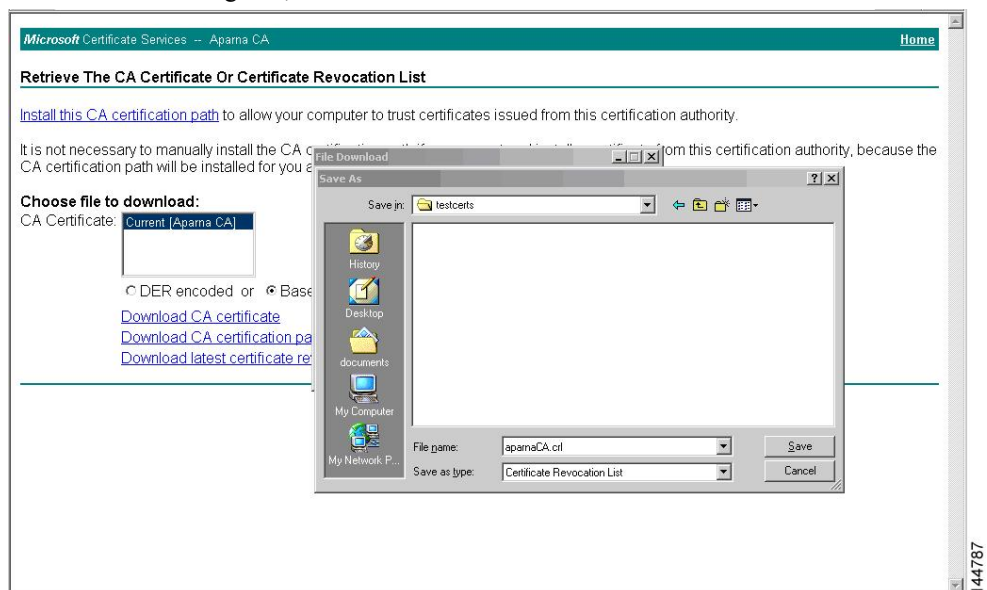 Microsoft Certificate Services -- Aparna CA Home
Retrieve The CA Certificate Or Certificate Revocation List
Install this CA certification path to allow your computer to trust certificates issued from this certification authority.
It is not necessary to manually install the CA from this certification authority, because the
CA certification path will be installed for you
File Download
Save As
Choose file to download:
CA Certificate: Current [Aparna CA]
DER encoded or Base
Download CA certificate
Download CA certification pa
Download latest certificate re
Save in: testcerts
History
Desktop
documents
My Computer
My Network P...
File name: aparnaCA.crl Save
Save as type: Certificate Revocation List Cancel
144787